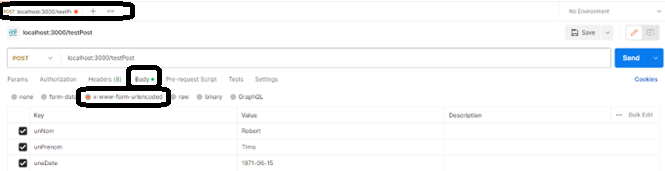 POST localhost:3000/testPt + ••• No Environment
localhost:3000/testPost Save
POST localhost:3000/testPost Send
Params Authorization Headers (8) Body Pre-request Script Tests Settings Cookies
none form-data x-www-form-urlencoded raw binary GraphQL
Key Value Description ••• Bulk Edit
unNom Robert
unPrenom Timo
uneDate 1971-06-15